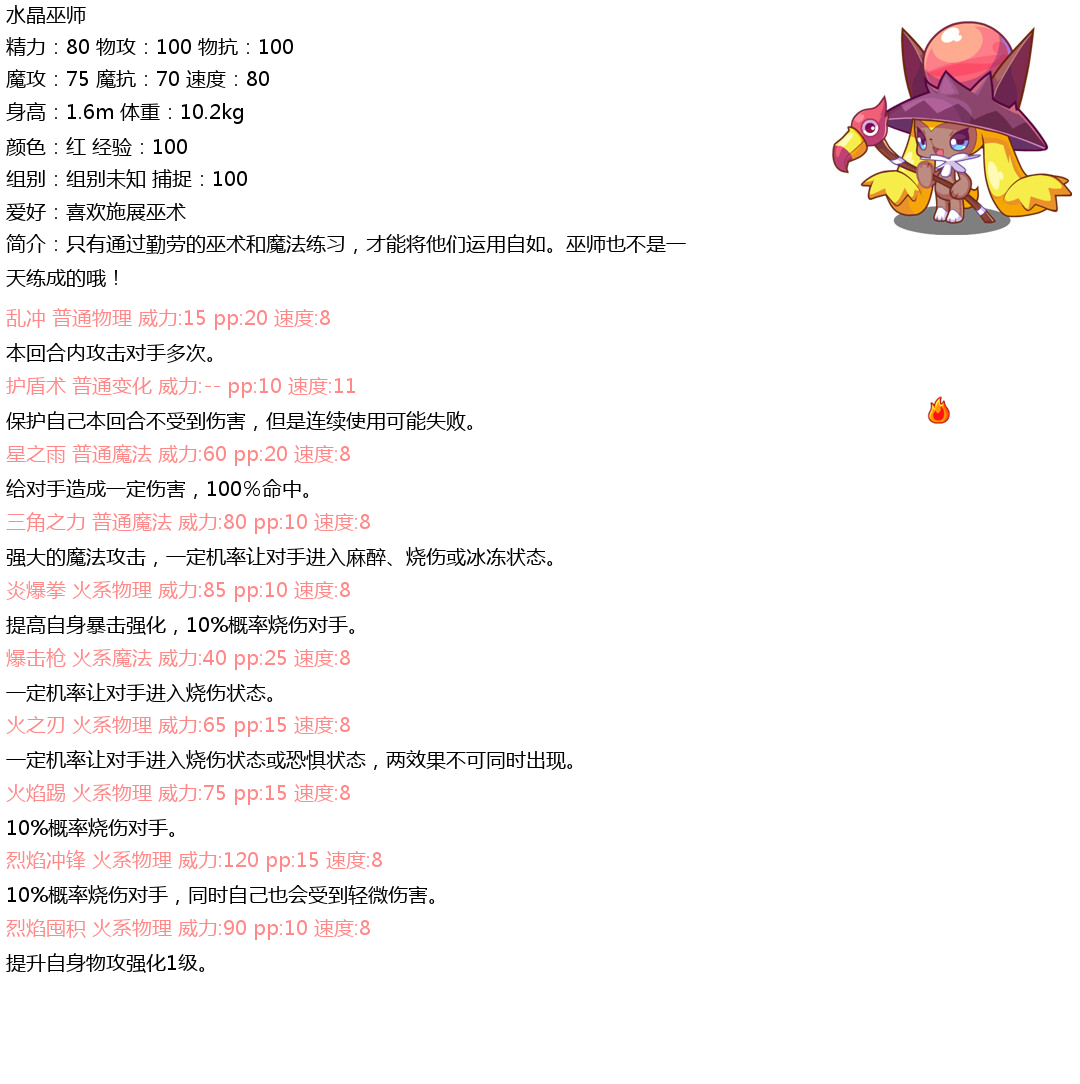 水晶巫师
精力：80 物攻：100 物抗：100
魔攻：75 魔抗：70 速度：80
身高：1.6m 体重：10.2kg
颜色：红 经验：100
组别：组别未知 捕捉：100
爱好：喜欢施展巫术
简介：只有通过勤劳的巫术和魔法练习，才能将他们运用自如。巫师也不是一
天练成的哦！
乱冲 普通物理 威力:15 pp:20 速度:8
本回合内攻击对手多次。
护盾术 普通变化 威力:-- pp:10 速度:11
保护自己本回合不受到伤害，但是连续使用可能失败。
星之雨 普通魔法 威力:60 pp:20 速度:8
给对手造成一定伤害，100％命中。
三角之力 普通魔法 威力:80 pp:10 速度:8
强大的魔法攻击，一定机率让对手进入麻醉、烧伤或冰冻状态。
炎爆拳 火系物理 威力:85 pp:10 速度:8
提高自身暴击强化，10%概率烧伤对手。
爆击枪 火系魔法 威力:40 pp:25 速度:8
一定机率让对手进入烧伤状态。
火之刃 火系物理 威力:65 pp:15 速度:8
一定机率让对手进入烧伤状态或恐惧状态，两效果不可同时出现。
火焰踢 火系物理 威力:75 pp:15 速度:8
10%概率烧伤对手。
烈焰冲锋 火系物理 威力:120 pp:15 速度:8
10%概率烧伤对手，同时自己也会受到轻微伤害。
烈焰囤积 火系物理 威力:90 pp:10 速度:8
提升自身物攻强化1级。